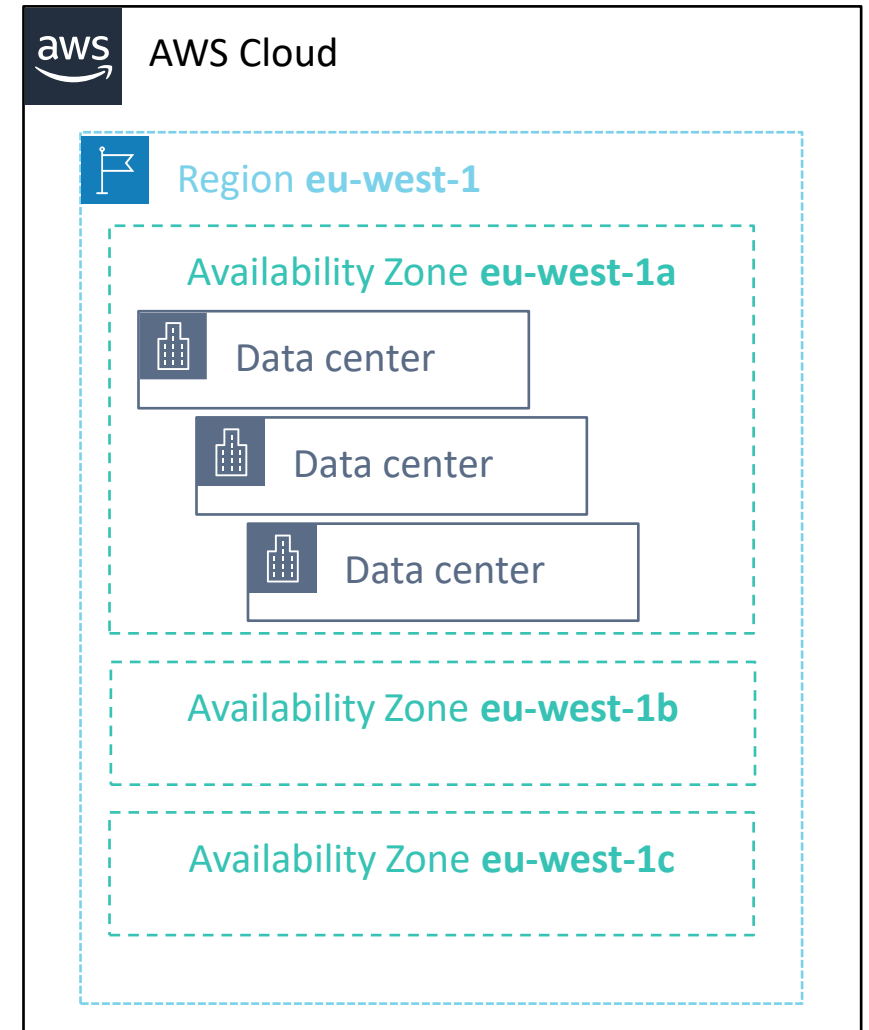 aws
AWS Cloud
Region eu-west-1
Availability Zone eu-west-1a
Data center
Data center
Data center
Availability Zone eu-west-1b
Availability Zone eu-west-1c